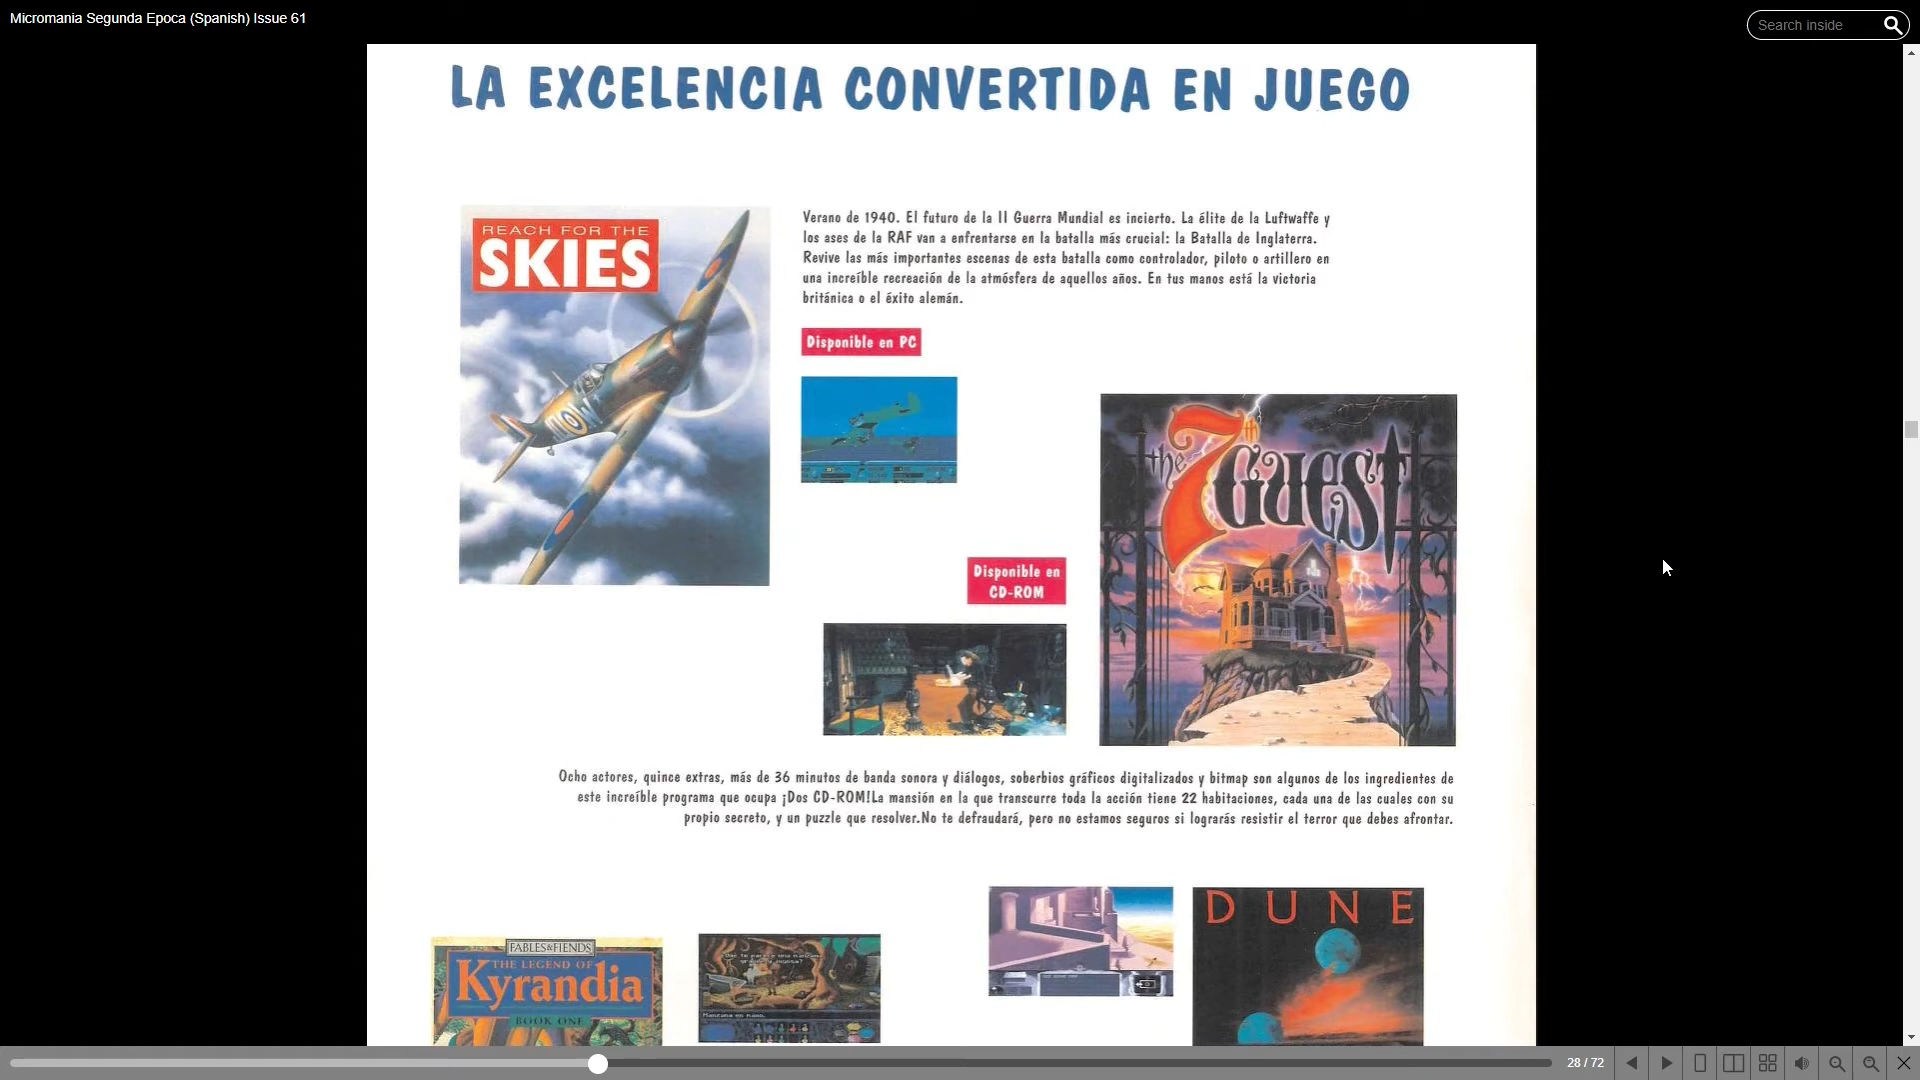 Micromania Segunda Epoca (Spanish) Issue 61
Search inside
LA EXCELENCIA CONVERTIDA EN JUEGO
REACH FOR THE
SKIES
Verano de 1940. El futuro de la II Guerra Mundial es incierto. La élite de la Luftwaffe y
los ases de la RAF van a enfrentarse en la batalla más crucial: la Batalla de Inglaterra.
Revive las más importantes escenas de esta batalla como controlador, piloto o artillero en
una increíble recreación de la atmósfera de aquellos años. En tus manos está la victoria
británica o el éxito alemán.
Disponible en PC
the 7th GUEST
Disponible en
CD-ROM
Ocho actores, quince extras, más de 36 minutos de banda sonora y diálogos, soberbios gráficos digitalizados y bitmap son algunos de los ingredientes de
este increíble programa que ocupa ¡Dos CD-ROM!La mansión en la que transcurre toda la acción tiene 22 habitaciones, cada una de las cuales con su
propio secreto, y un puzzle que resolver.No te defraudará, pero no estamos seguros si lograrás resistir el terror que debes afrontar.
FABLES&FIENDS
THE LEGEND OF
Kyrandia
BOOK ONE
DUNE
28 / 72